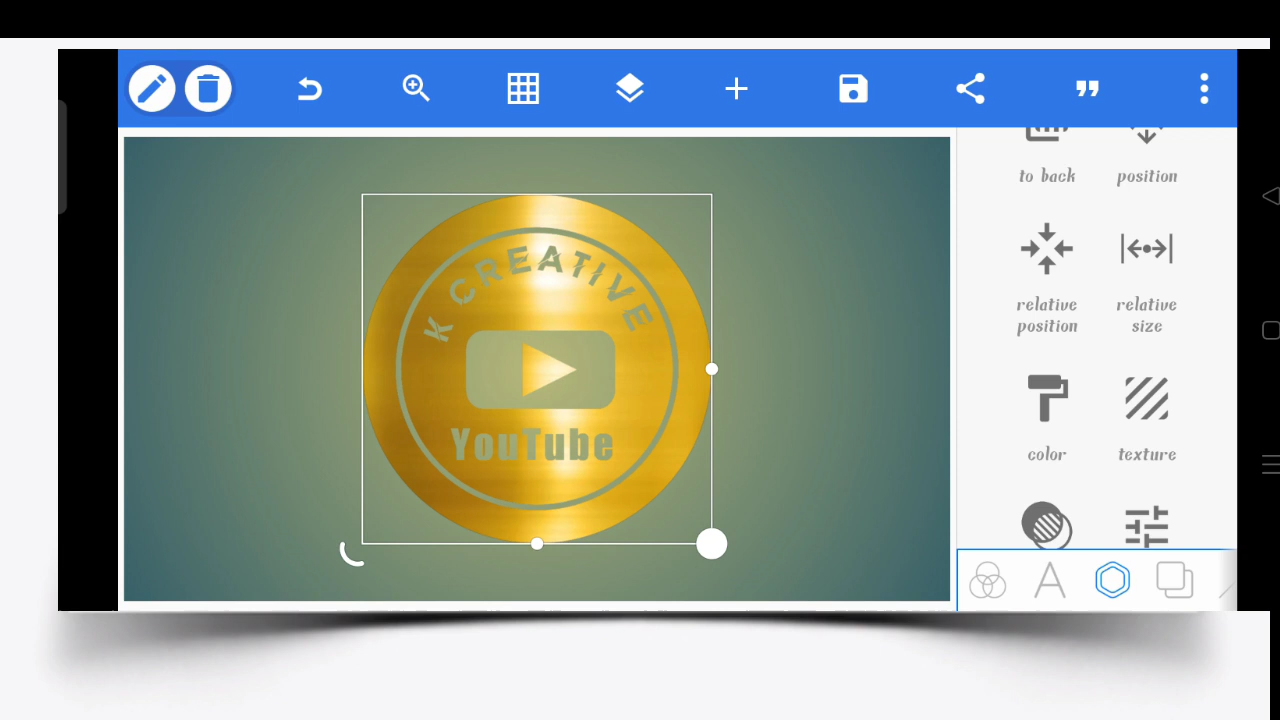 to back
position
relative
position
relative
size
color
texture
K CREATIVE
YouTube